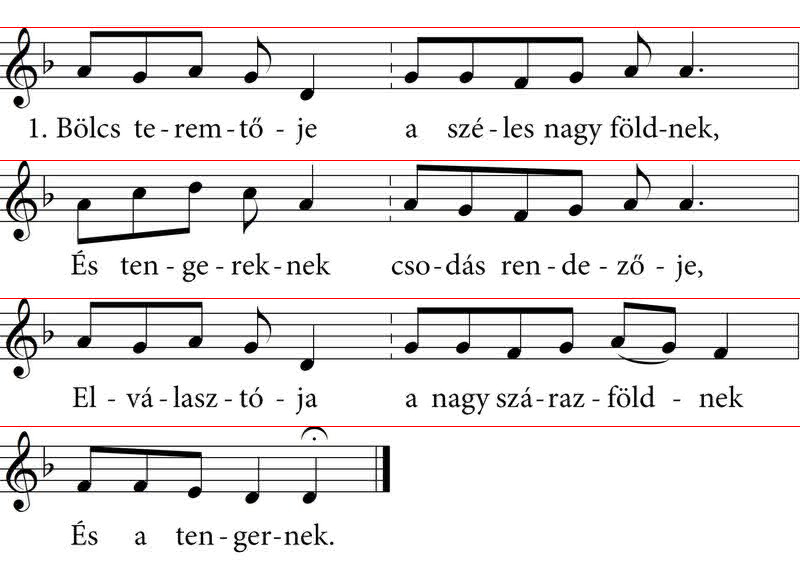 1. Bölcs te - rem - tő - je a szé - les nagy föld-nek,
És ten - ge - rek - nek cso - dás ren - de - ző - je,
El - vá - lasz - tó - ja a nagy szá - raz - föld - nek
És a ten - ger - nek.